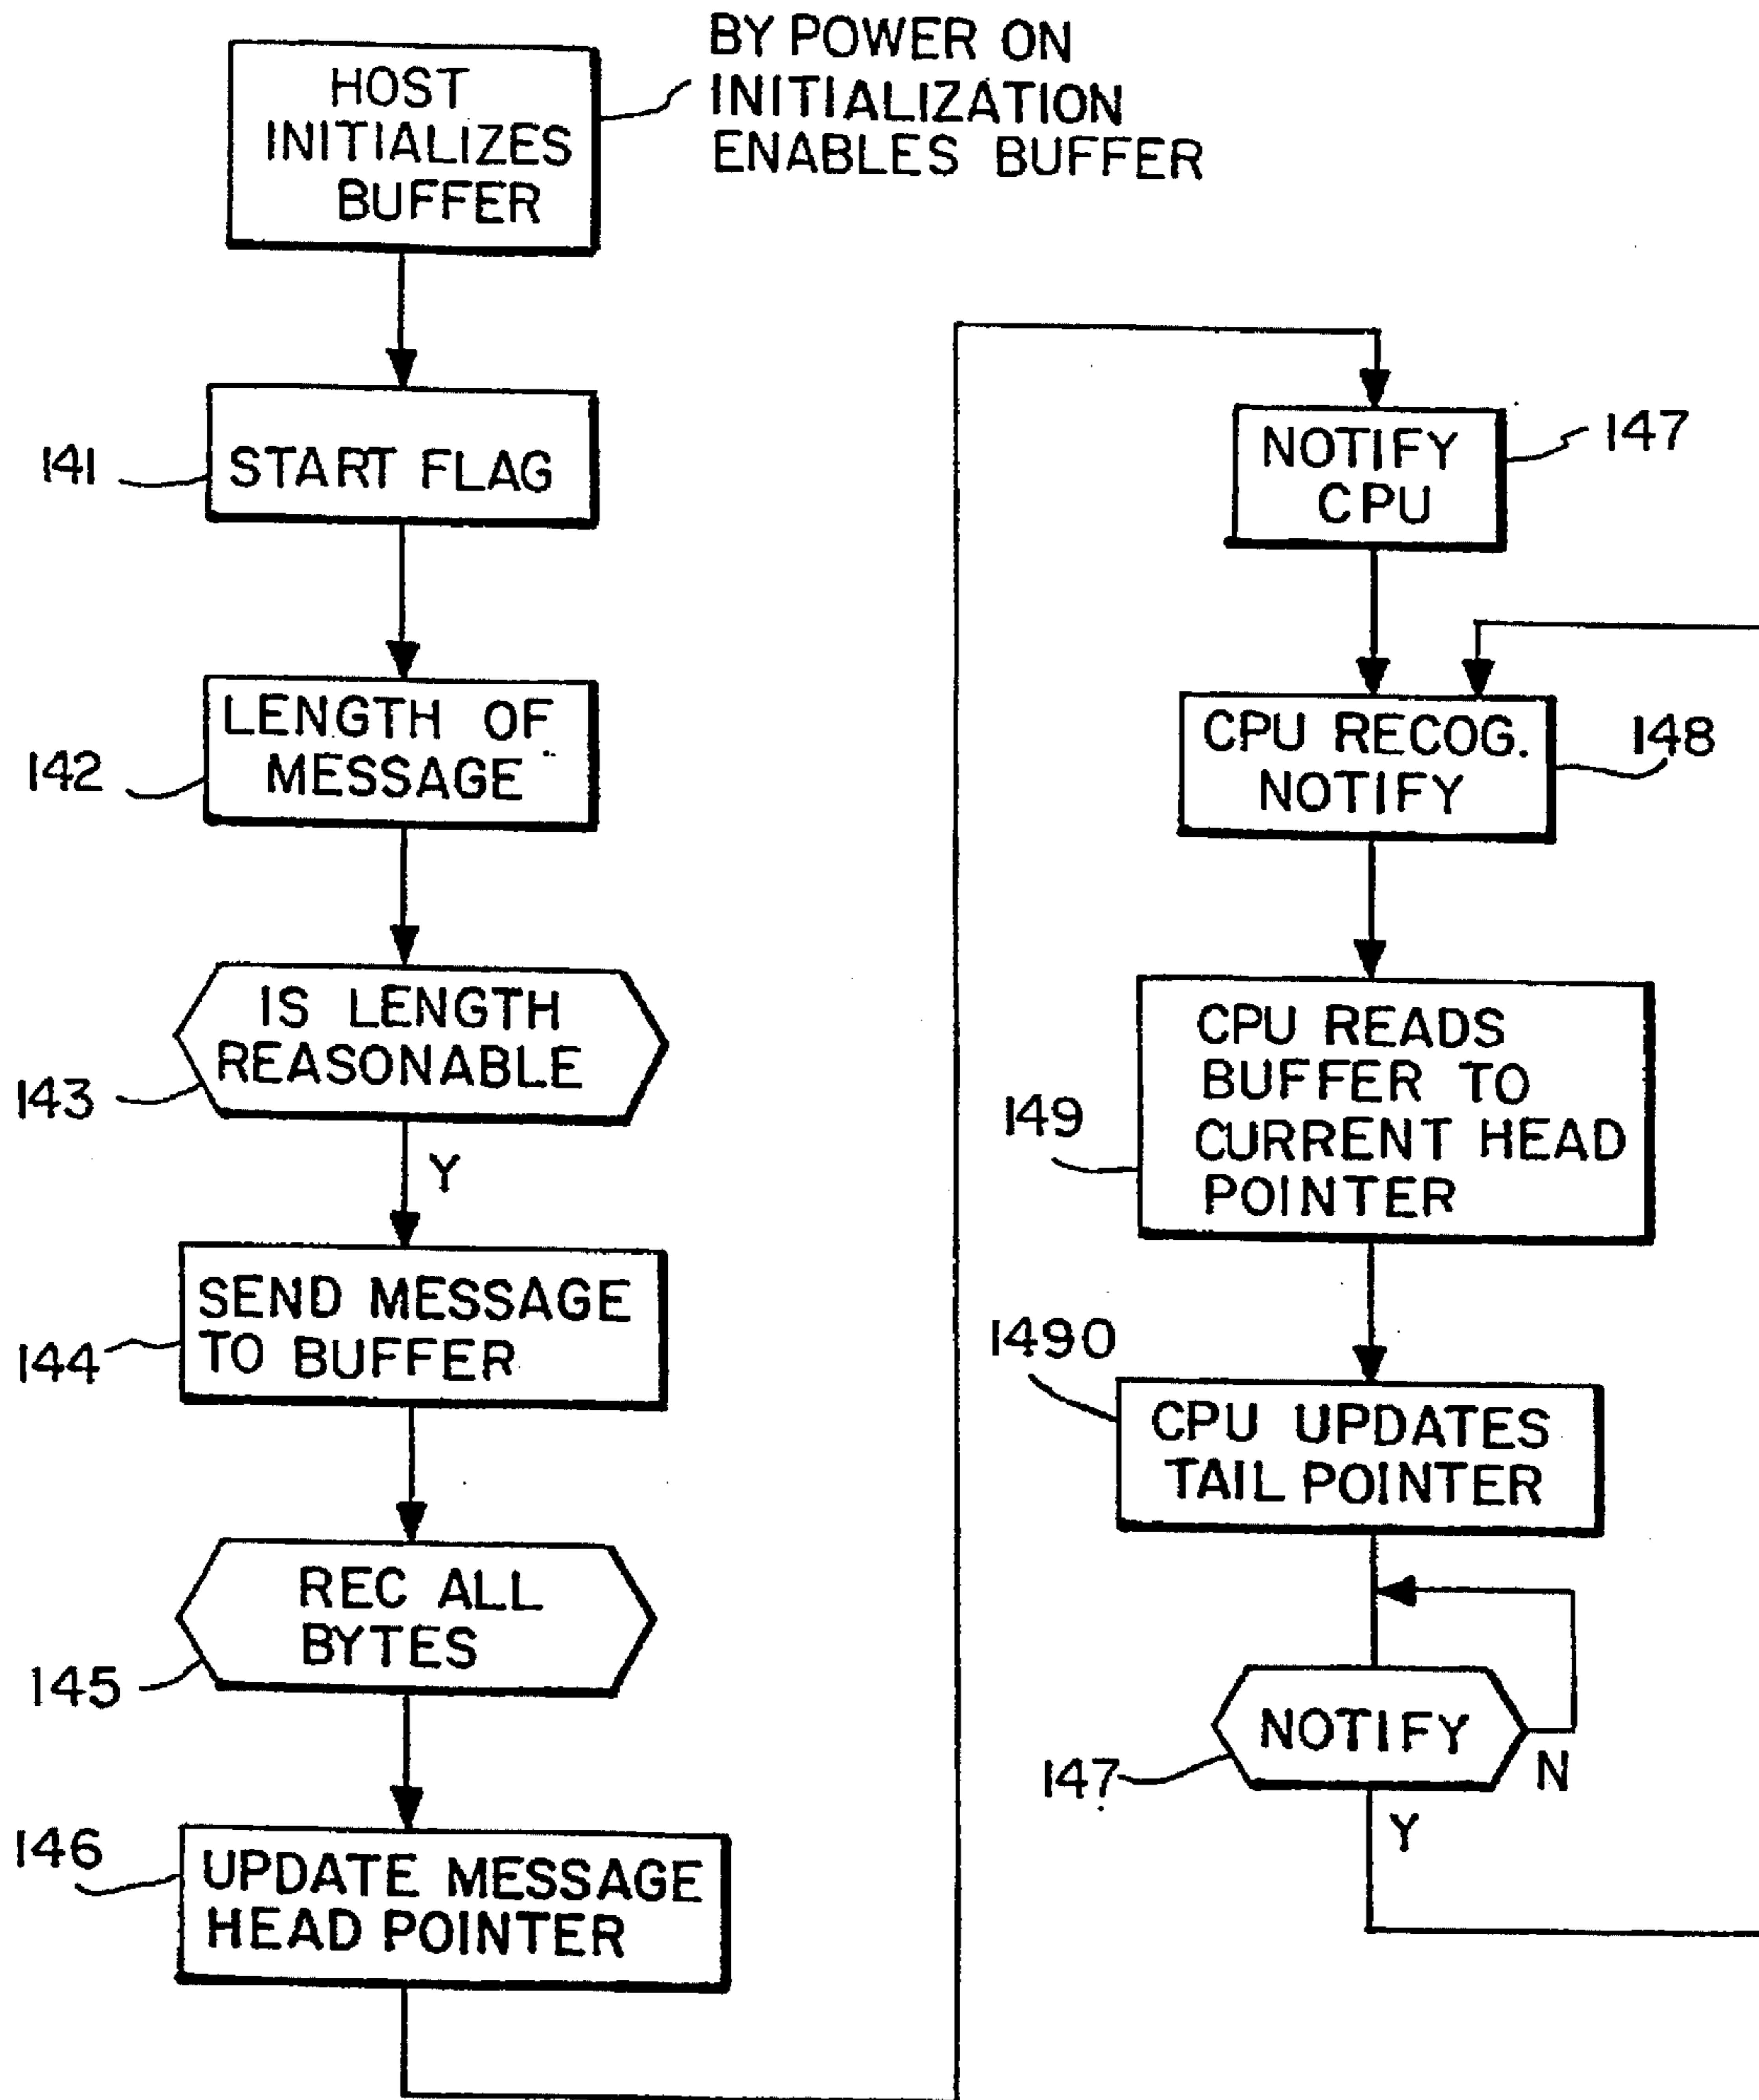 HOST
INITIALIZES
BUFFER
BY POWER ON
INITIALIZATION
ENABLES BUFFER
141
START FLAG
142
LENGTH OF
MESSAGE
143
IS LENGTH
REASONABLE
Y
144
SEND MESSAGE
TO BUFFER
145
REC ALL
BYTES
146
UPDATE MESSAGE
HEAD POINTER
NOTIFY
CPU
147
CPU RECOG.
NOTIFY
148
149
CPU READS
BUFFER TO
CURRENT HEAD
POINTER
1490
CPU UPDATES
TAIL POINTER
147
NOTIFY
N
Y